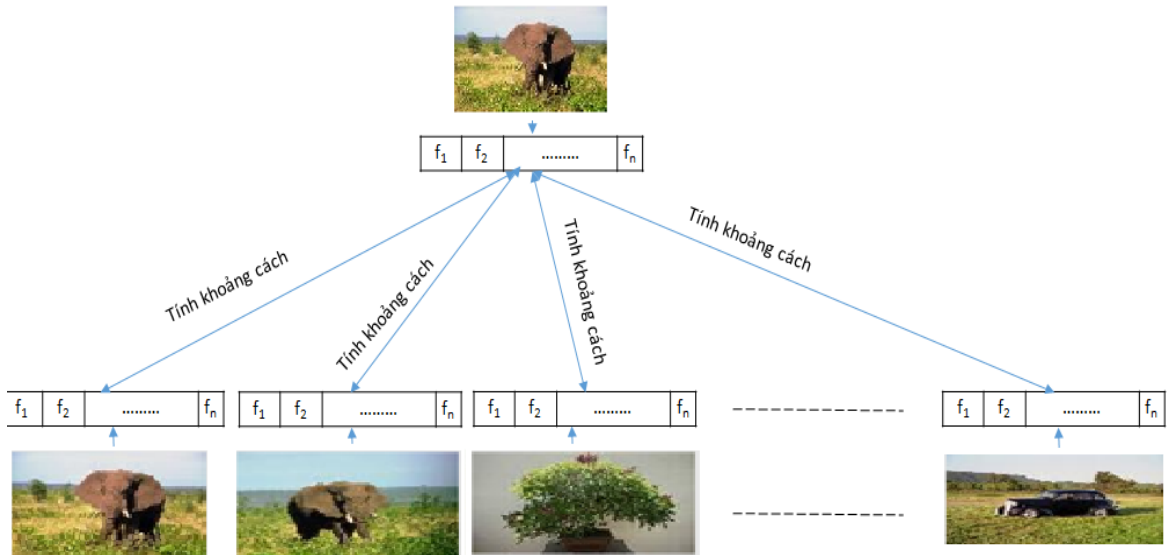 f₁ f₂ ……… fₙ
Tính khoảng cách
Tính khoảng cách
Tính khoảng cách
Tính khoảng cách
f₁ f₂ ……… fₙ
f₁ f₂ ……… fₙ
f₁ f₂ ……… fₙ
f₁ f₂ ……… fₙ